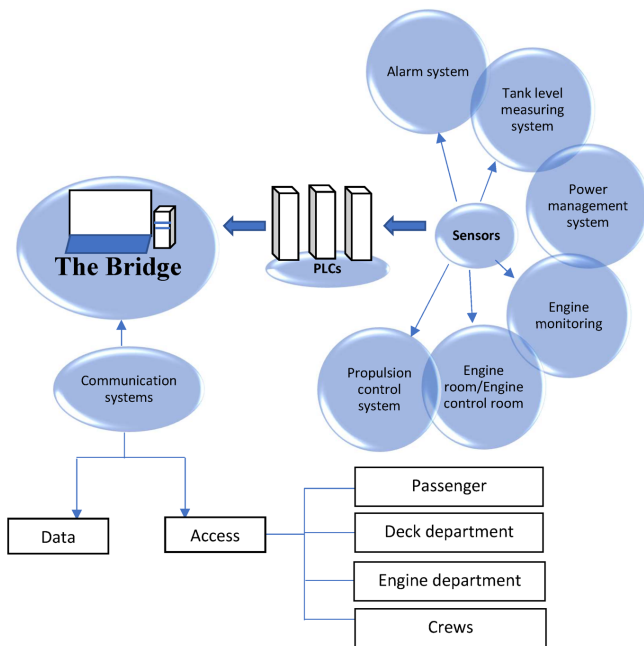 Alarm system
Tank level
measuring
system
Power
management
system
Sensors
The Bridge
PLCs
Engine
monitoring
Communication
systems
Propulsion
control
system
Engine
room/Engine
control room
Passenger
Data
Access
Deck department
Engine department
Crews